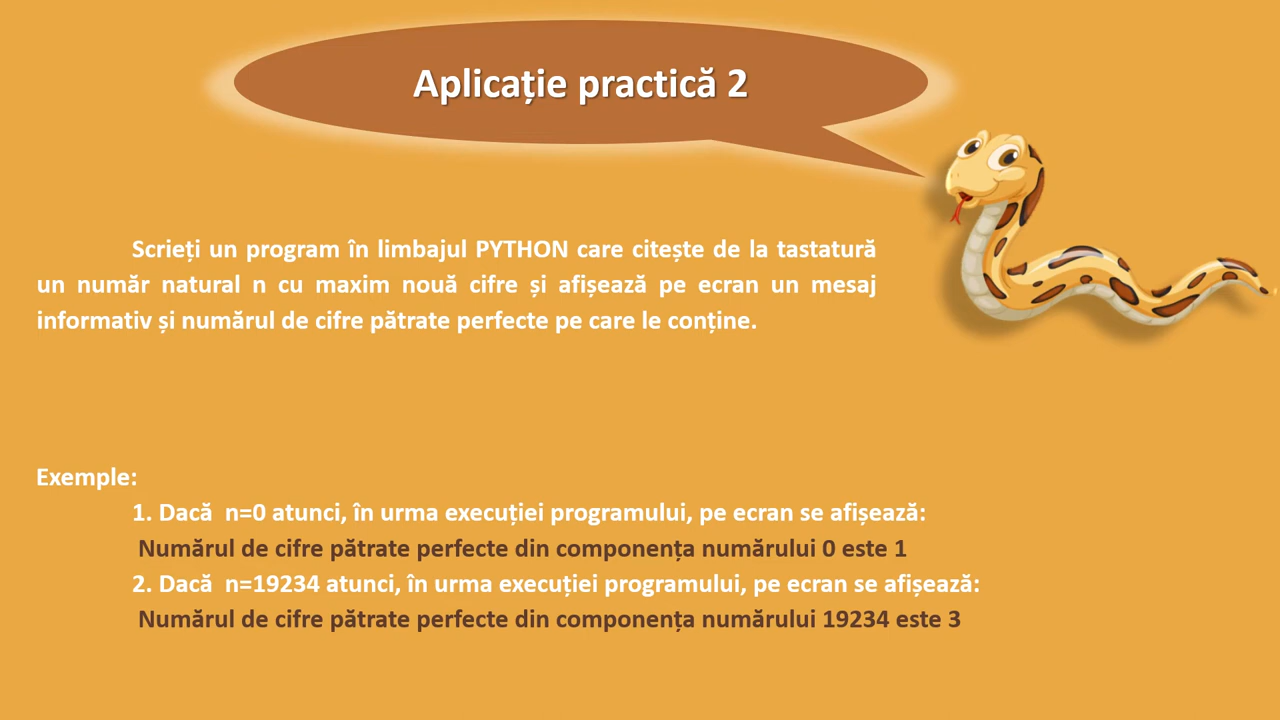 Aplicație practică 2
Scrieți un program în limbajul PYTHON care citește de la tastatură
un număr natural n cu maxim nouă cifre și afișează pe ecran un mesaj
informativ și numărul de cifre pătrate perfecte pe care le conține.
Exemple:
1. Dacă n=0 atunci, în urma execuției programului, pe ecran se afișează:
Numărul de cifre pătrate perfecte din componența numărului 0 este 1
2. Dacă n=19234 atunci, în urma execuției programului, pe ecran se afișează:
Numărul de cifre pătrate perfecte din componența numărului 19234 este 3